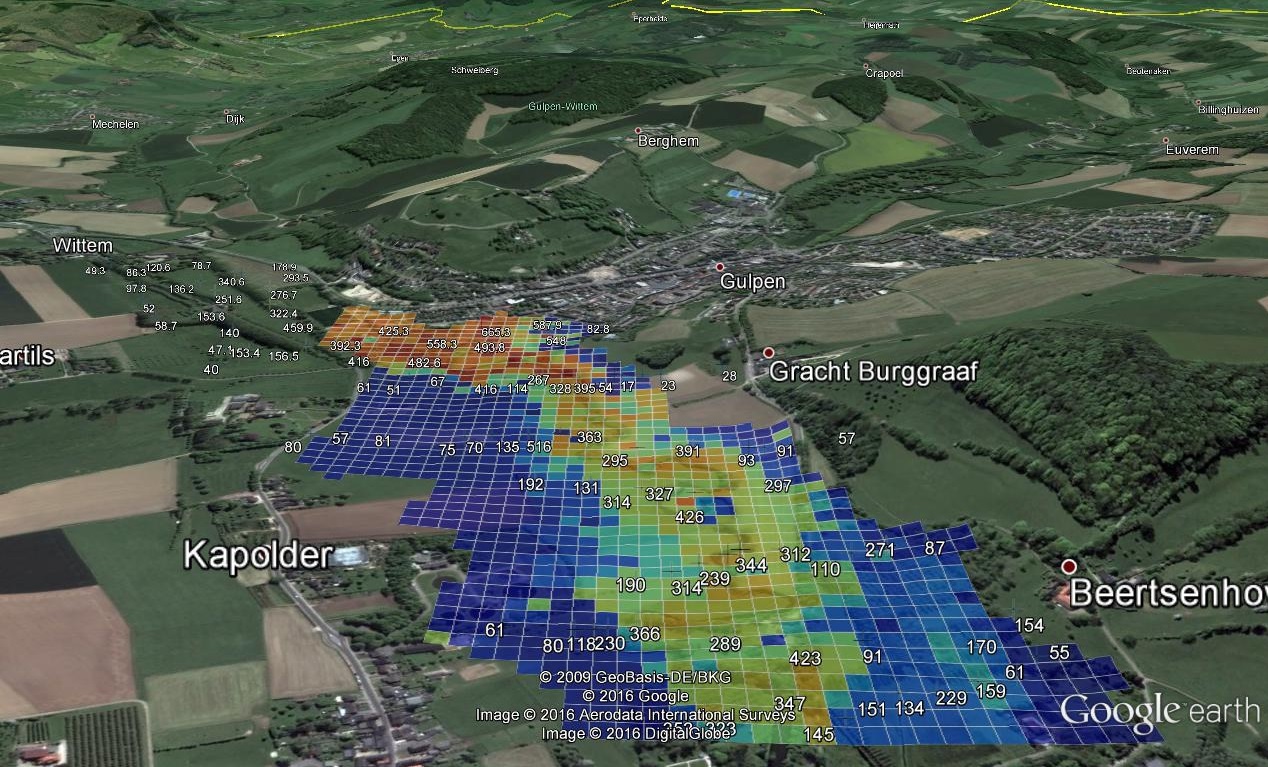 Eperheide
Heijenrath
Epen
Schweiberg
Crapoel
Beutenaken
Gulpen-Wittem
Billinghuizen
Mechelen
Dijk
Berghem
Euverem
Wittem
49.3 86.3 120.6 78.7 178.9
97.8 136.2 340.6 293.5
52 251.6 276.7
58.7 153.6 322.4
140 459.9
47.1 153.4 156.5
40
Gulpen
425.3 665.3 587.9 82.8
392.3 558.3 493.8 548
416 482.6
artils
Gracht Burggraaf
61 51 67 416 114 267 328 395 54 17 23 28
80 57 81 75 70 135 516 363 391 93 91 57
192 131 295 327 297
314 426
Kapolder
190 314 239 344 312 110 271 87
Beertsenhov
61 80 118 230 366 289 423 91 170 154 55
61
© 2009 GeoBasis-DE/BKG
© 2016 Google
159
Image © 2016 Aerodata International Surveys
347 151 134 229
Google earth
Image © 2016 DigitalGlobe
145